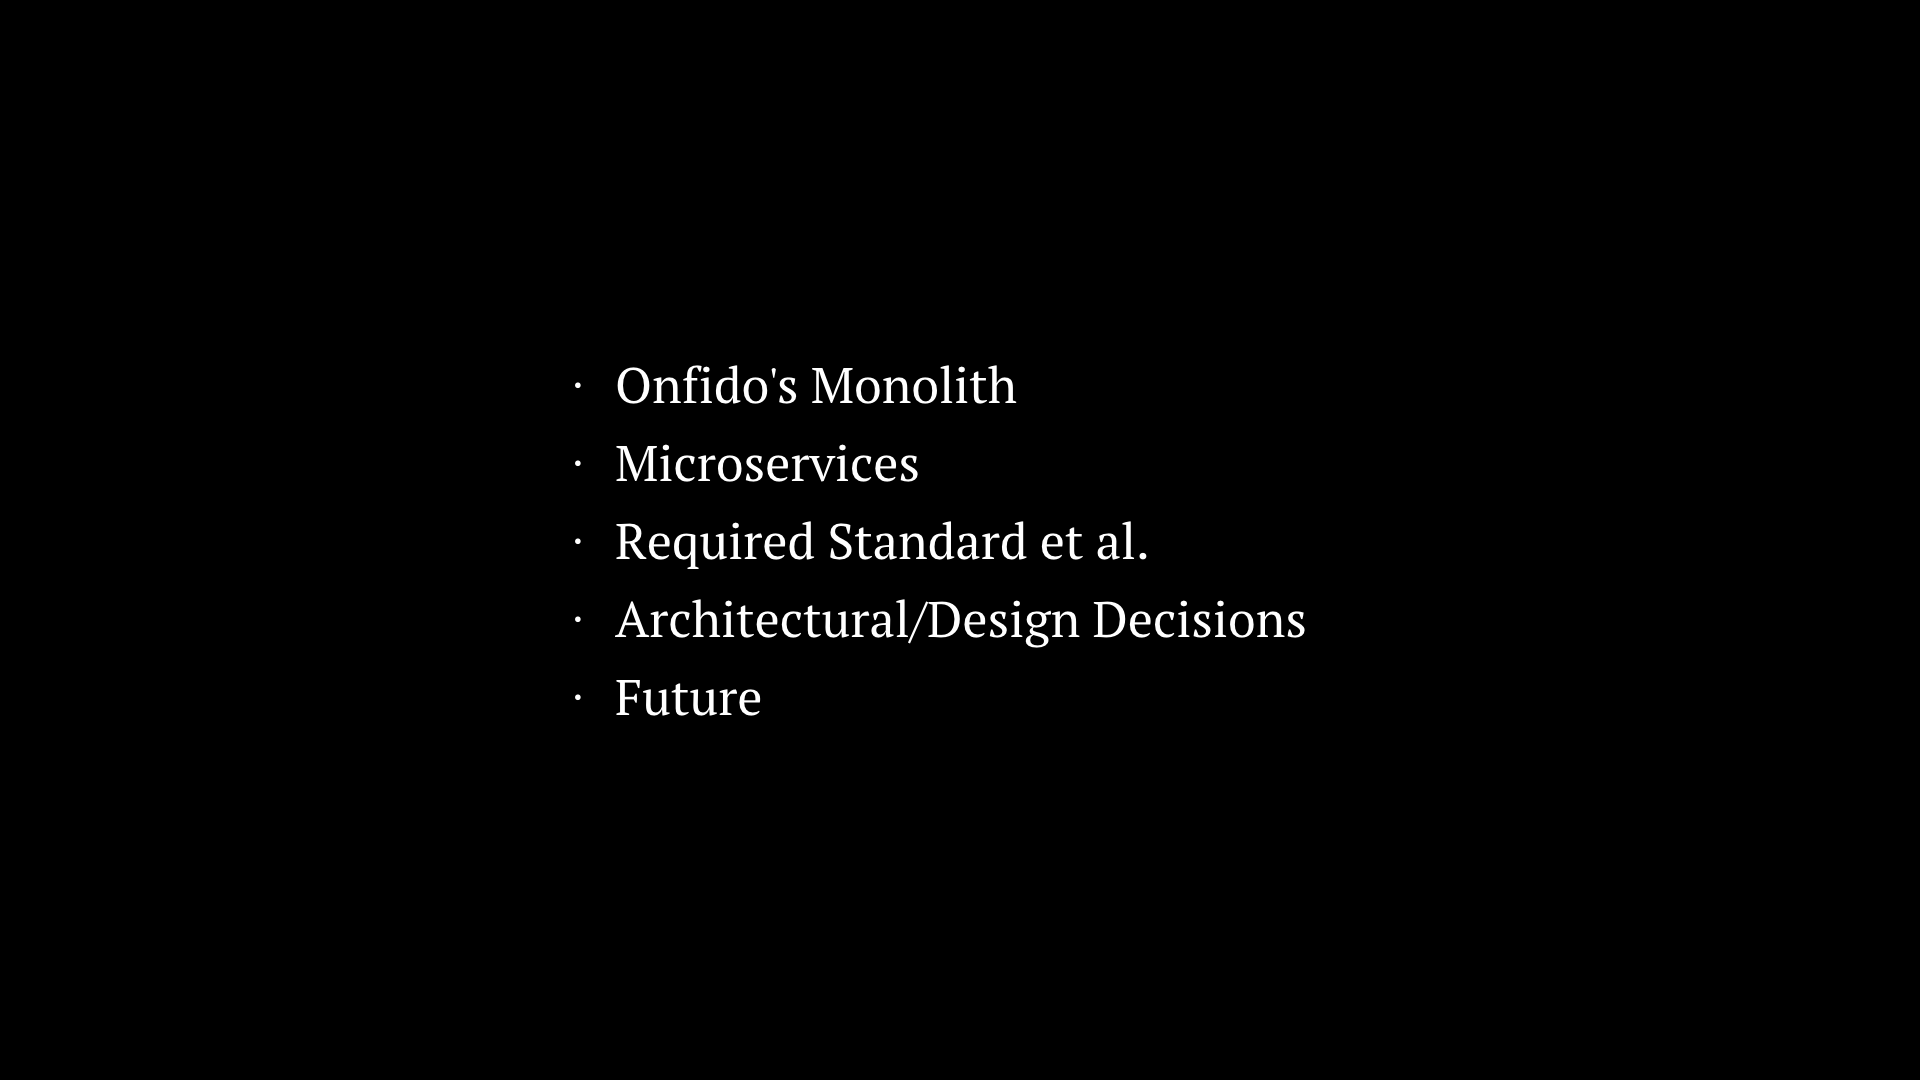 · Onfido's Monolith
· Microservices
· Required Standard et al.
· Architectural/Design Decisions
· Future